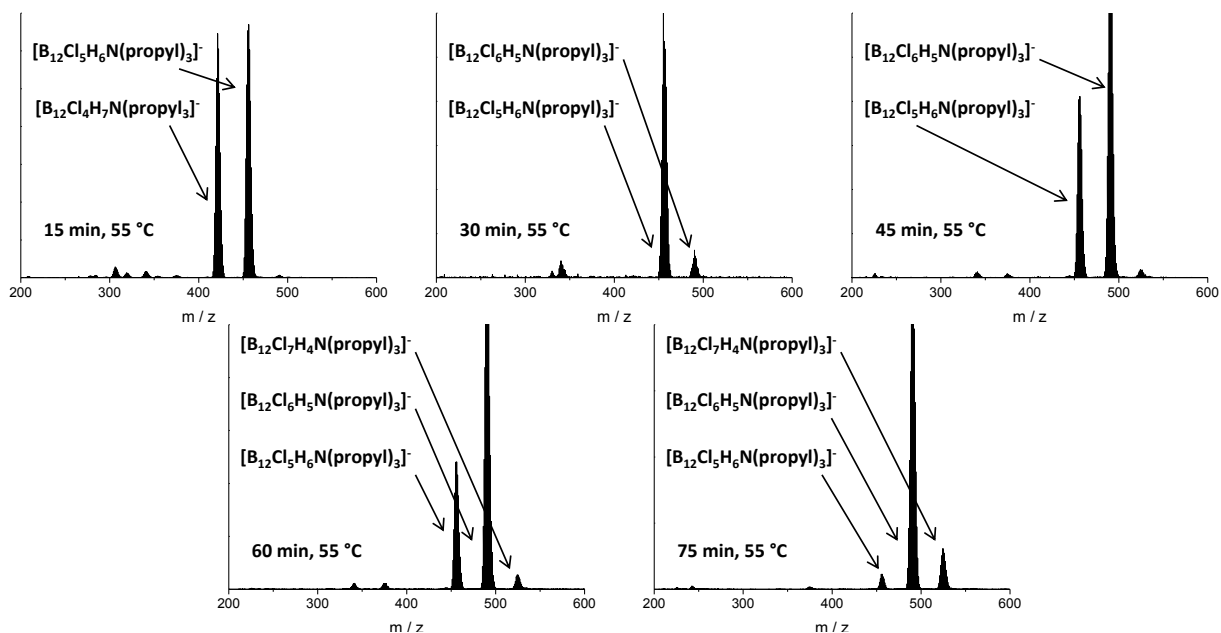 [B₁₂Cl₅H₆N(propyl)₃]⁻
[B₁₂Cl₄H₇N(propyl₃]⁻
15 min, 55 °C
200 300 400 500 600
m / z
[B₁₂Cl₆H₅N(propyl)₃]⁻
[B₁₂Cl₅H₆N(propyl)₃]⁻
30 min, 55 °C
200 300 400 500 600
m / z
[B₁₂Cl₆H₅N(propyl)₃]⁻
[B₁₂Cl₅H₆N(propyl)₃]⁻
45 min, 55 °C
200 300 400 500 600
m / z
[B₁₂Cl₇H₄N(propyl)₃]⁻
[B₁₂Cl₆H₅N(propyl)₃]⁻
[B₁₂Cl₅H₆N(propyl)₃]⁻
60 min, 55 °C
200 300 400 500 600
m / z
[B₁₂Cl₇H₄N(propyl)₃]⁻
[B₁₂Cl₆H₅N(propyl)₃]⁻
[B₁₂Cl₅H₆N(propyl)₃]⁻
75 min, 55 °C
200 300 400 500 600
m / z